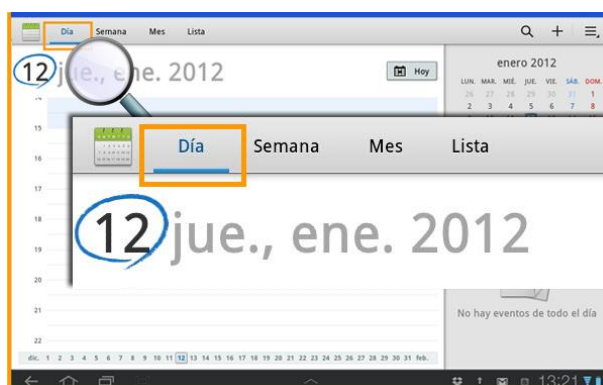 Día Semana Mes Lista
12 jue., ene. 2012
Hoy
enero 2012
LUN. MAR. MIÉ. JUE. VIE. SÁB. DOM.
26 27 28 29 30 31 1
2 3 4 5 6 7 8
Día Semana Mes Lista
12 jue., ene. 2012
15
16
17
18
19
20
21
22
No hay eventos de todo el día
dic. 1 2 3 4 5 6 7 8 9 10 11 12 13 14 15 16 17 18 19 20 21 22 23 24 25 26 27 28 29 30 31 feb.
13:21